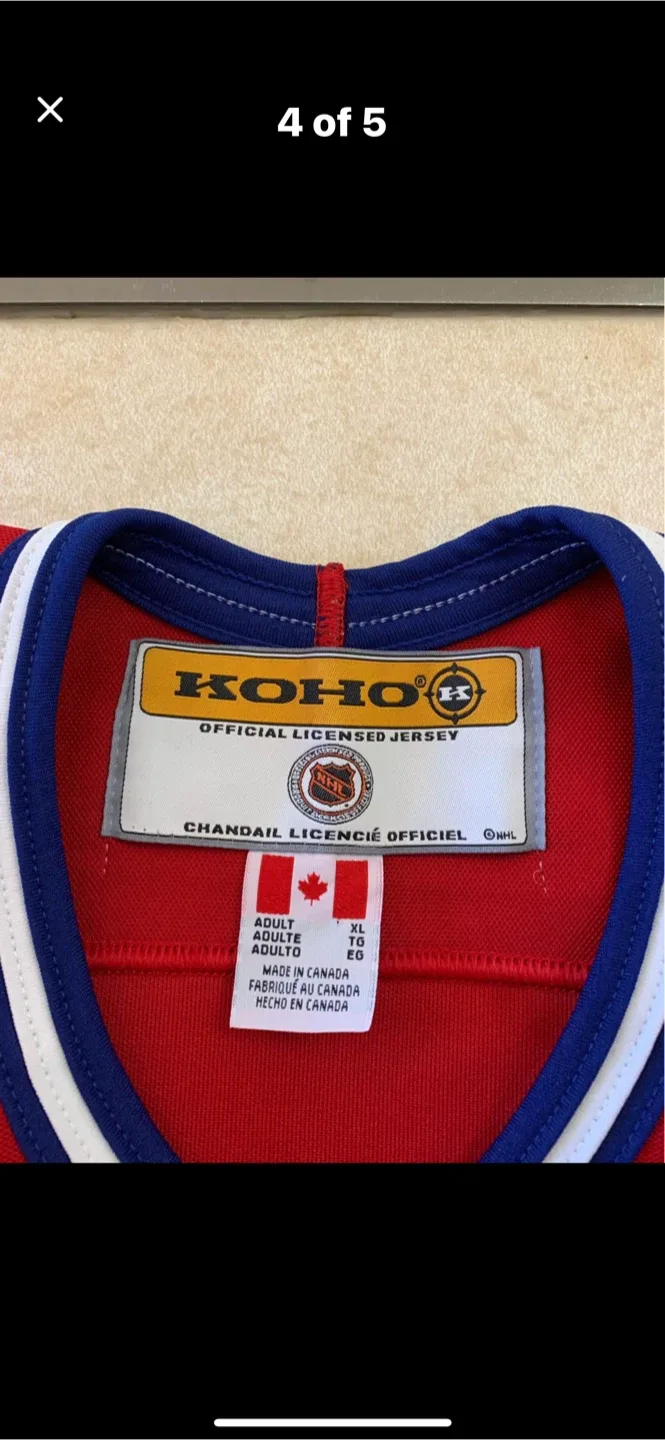 4 of 5
KOHO® K
OFFICIAL LICENSED JERSEY
NHL
CHANDAIL LICENCIÉ OFFICIEL ©NHL
ADULT XL
ADULTE TG
ADULTO EG
MADE IN CANADA
FABRIQUÉ AU CANADA
HECHO EN CANADA